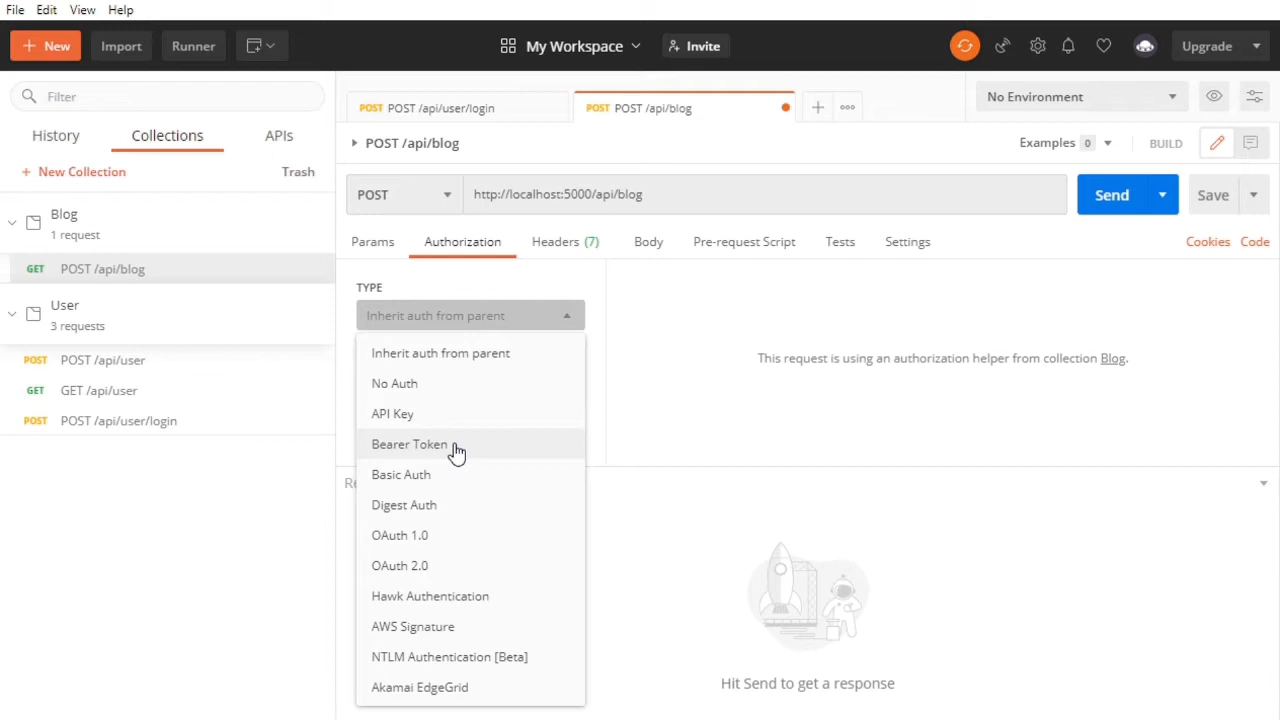 File Edit View Help
New Import Runner My Workspace Invite Upgrade
Filter
History Collections APIs
+ New Collection Trash
Blog
1 request
GET POST /api/blog
User
3 requests
POST POST /api/user
GET GET /api/user
POST POST /api/user/login
POST POST /api/user/login POST POST /api/blog No Environment
POST /api/blog Examples 0 BUILD
POST http://localhost:5000/api/blog Send Save
Params Authorization Headers (7) Body Pre-request Script Tests Settings Cookies Code
TYPE
Inherit auth from parent
Inherit auth from parent
No Auth
API Key
Bearer Token
Basic Auth
Digest Auth
OAuth 1.0
OAuth 2.0
Hawk Authentication
AWS Signature
NTLM Authentication [Beta]
Akamai EdgeGrid
This request is using an authorization helper from collection Blog.
Hit Send to get a response